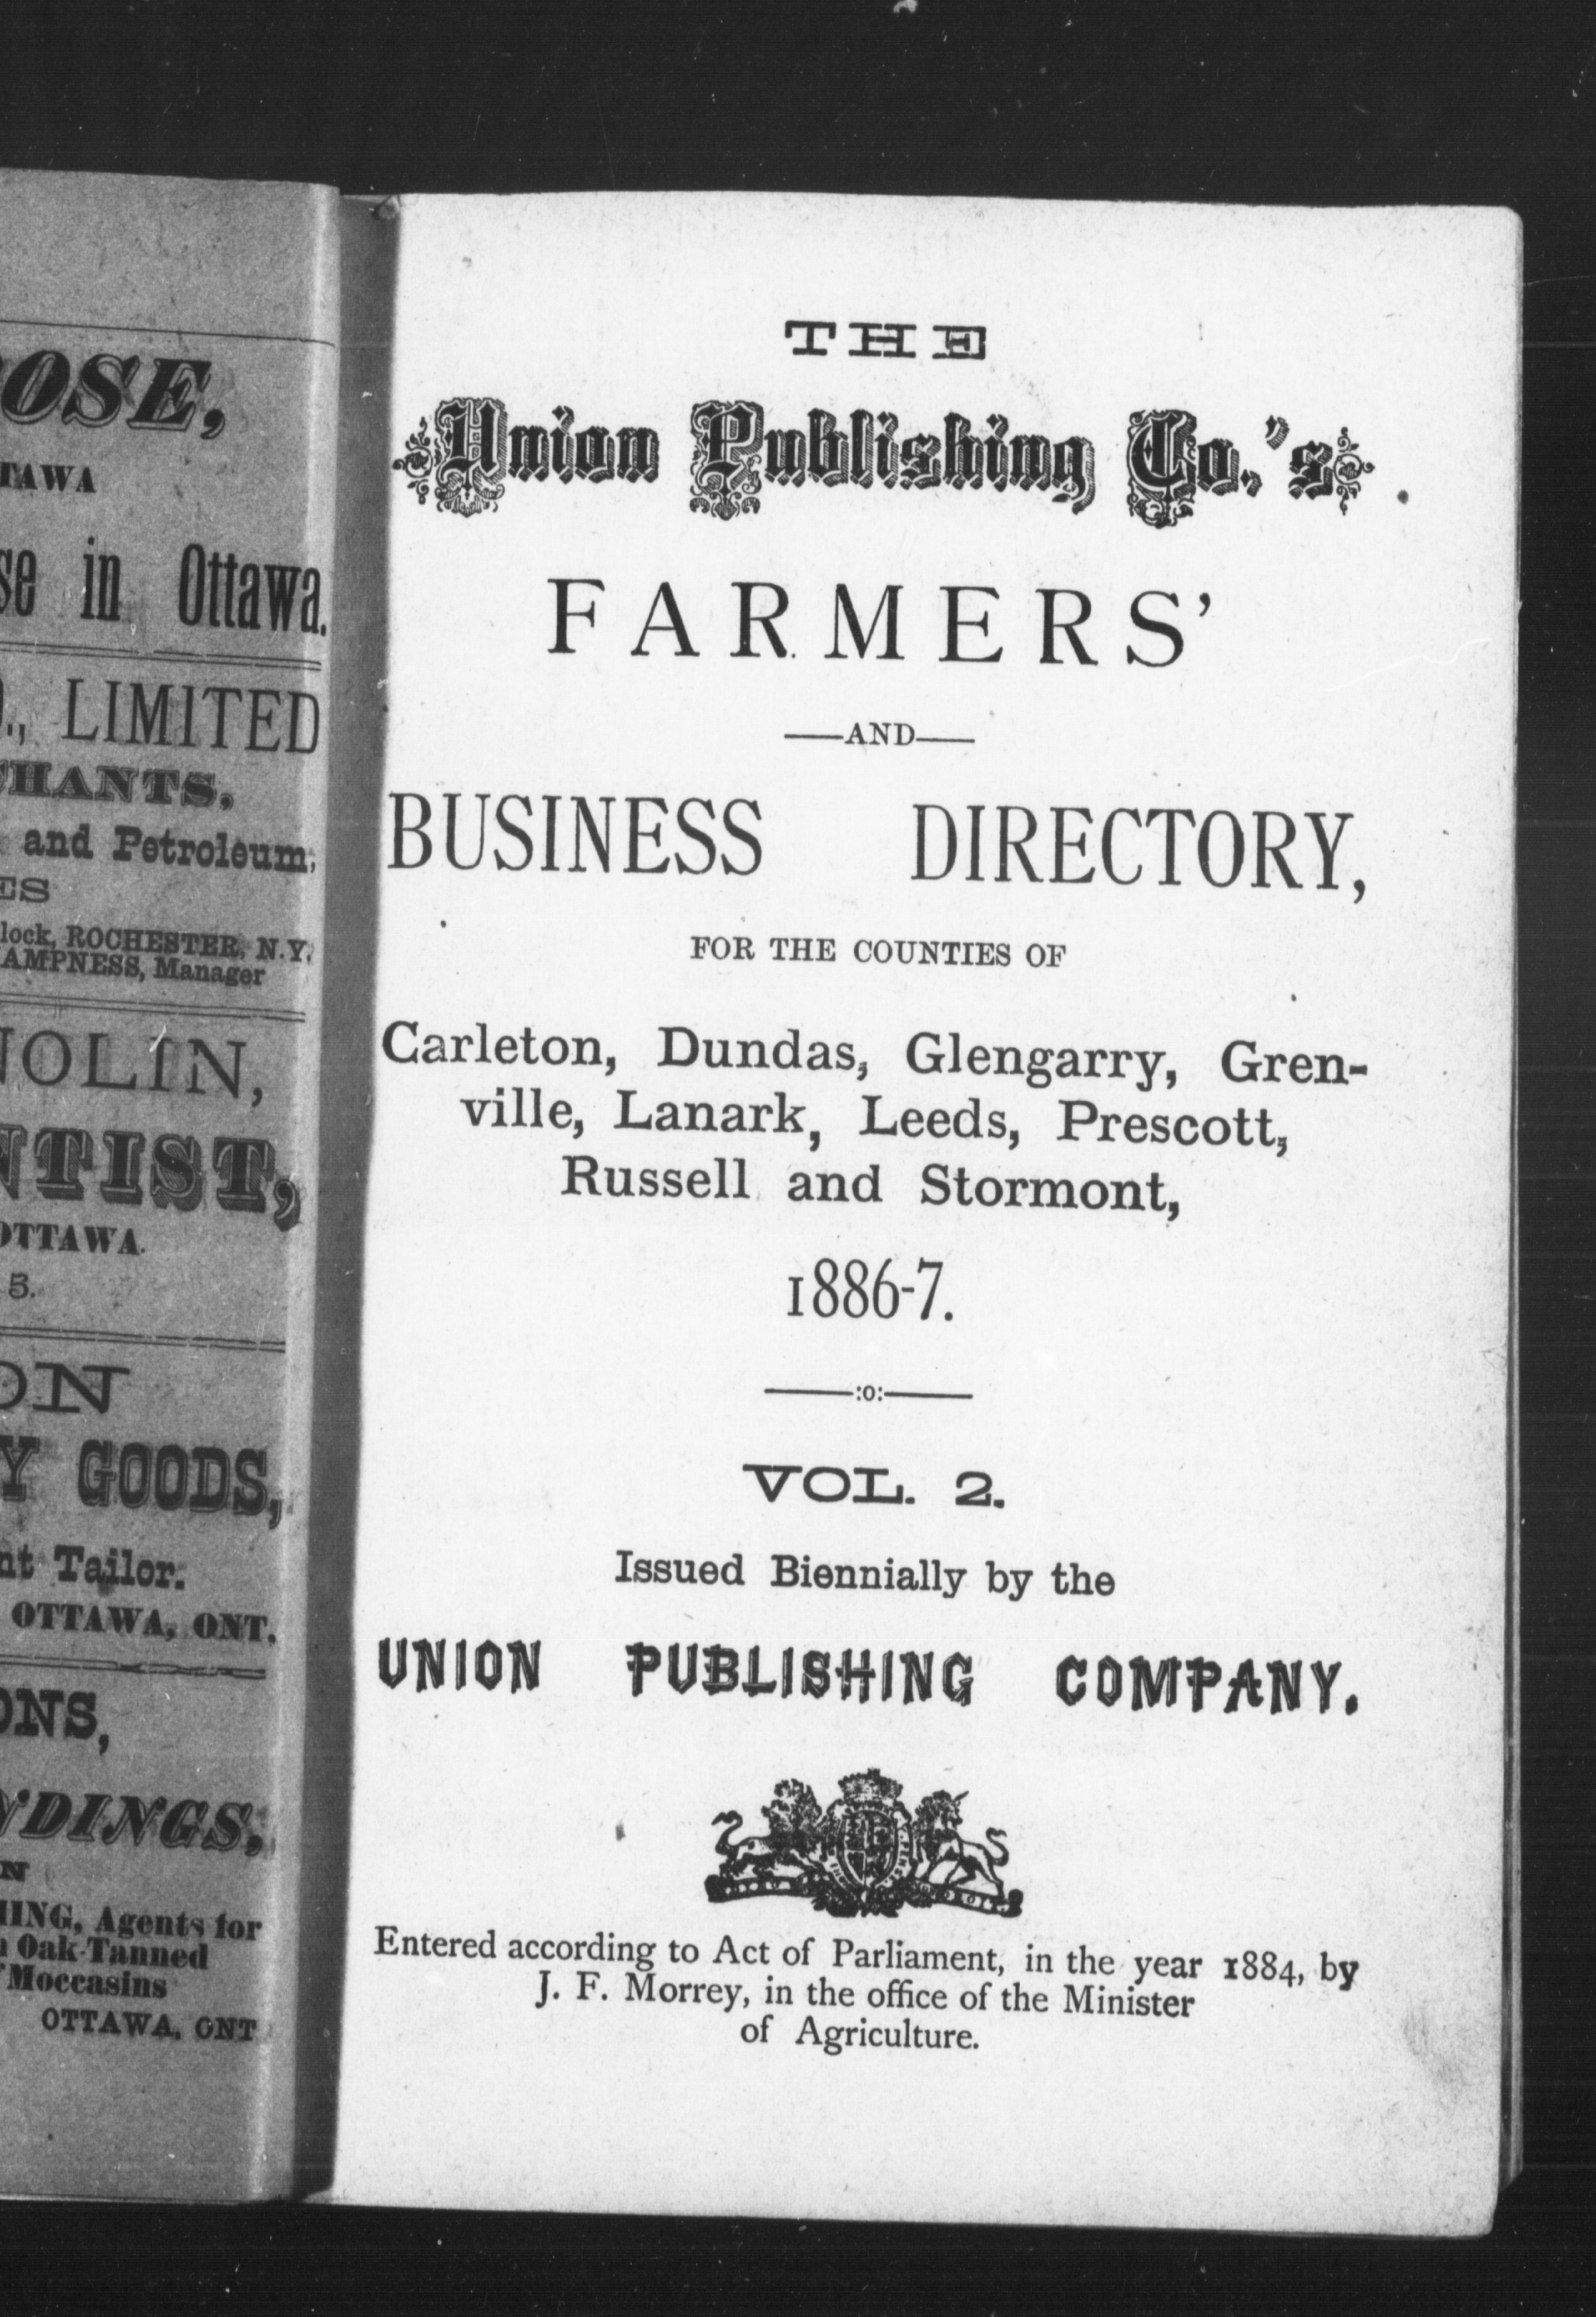 OSE,
TAWA
se in Ottawa.
., LIMITED
CHANTS.
and Petroleum,
ES
lock, ROCHESTER, N.Y.
AMPNESS, Manager
NOLIN,
NTIST,
OTTAWA.
5.
ON
Y GOODS,
nt Tailor.
OTTAWA, ONT.
ONS,
NDINGS,
N
HING, Agents for
Oak-Tanned
Moccasins
OTTAWA, ONT
THE
Union Publishing Co.'s
FARMERS'
—AND—
BUSINESS DIRECTORY,
FOR THE COUNTIES OF
Carleton, Dundas, Glengarry, Gren-
ville, Lanark, Leeds, Prescott,
Russell and Stormont,
1886-7.
:o:
VOL. 2.
Issued Biennially by the
UNION PUBLISHING COMPANY.
Entered according to Act of Parliament, in the year 1884, by
J. F. Morrey, in the office of the Minister
of Agriculture.